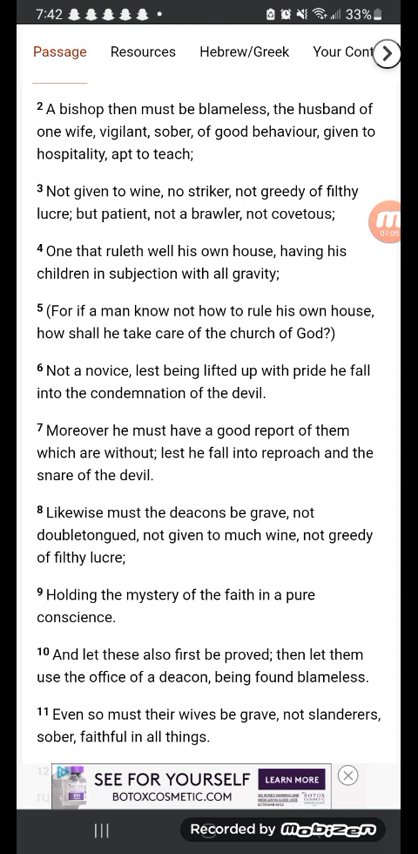 7:42
33%
Passage Resources Hebrew/Greek Your Cont
2 A bishop then must be blameless, the husband of
one wife, vigilant, sober, of good behaviour, given to
hospitality, apt to teach;
3 Not given to wine, no striker, not greedy of filthy
lucre; but patient, not a brawler, not covetous;
4 One that ruleth well his own house, having his
children in subjection with all gravity;
5 (For if a man know not how to rule his own house,
how shall he take care of the church of God?)
6 Not a novice, lest being lifted up with pride he fall
into the condemnation of the devil.
7 Moreover he must have a good report of them
which are without; lest he fall into reproach and the
snare of the devil.
8 Likewise must the deacons be grave, not
doubletongued, not given to much wine, not greedy
of filthy lucre;
9 Holding the mystery of the faith in a pure
conscience.
10 And let these also first be proved; then let them
use the office of a deacon, being found blameless.
11 Even so must their wives be grave, not slanderers,
sober, faithful in all things.
12
ru
SEE FOR YOURSELF
BOTOXCOSMETIC.COM
LEARN MORE
BOTOX
Recorded by mobizen
m
07:05